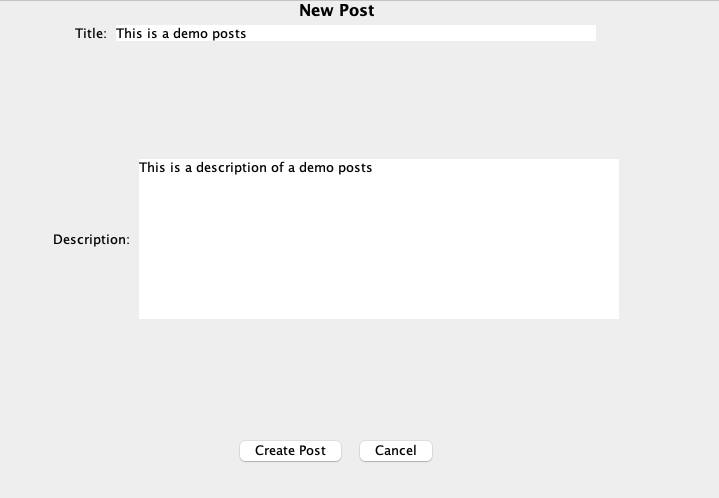 New Post
Title: This is a demo posts
This is a description of a demo posts
Description:
Create Post Cancel